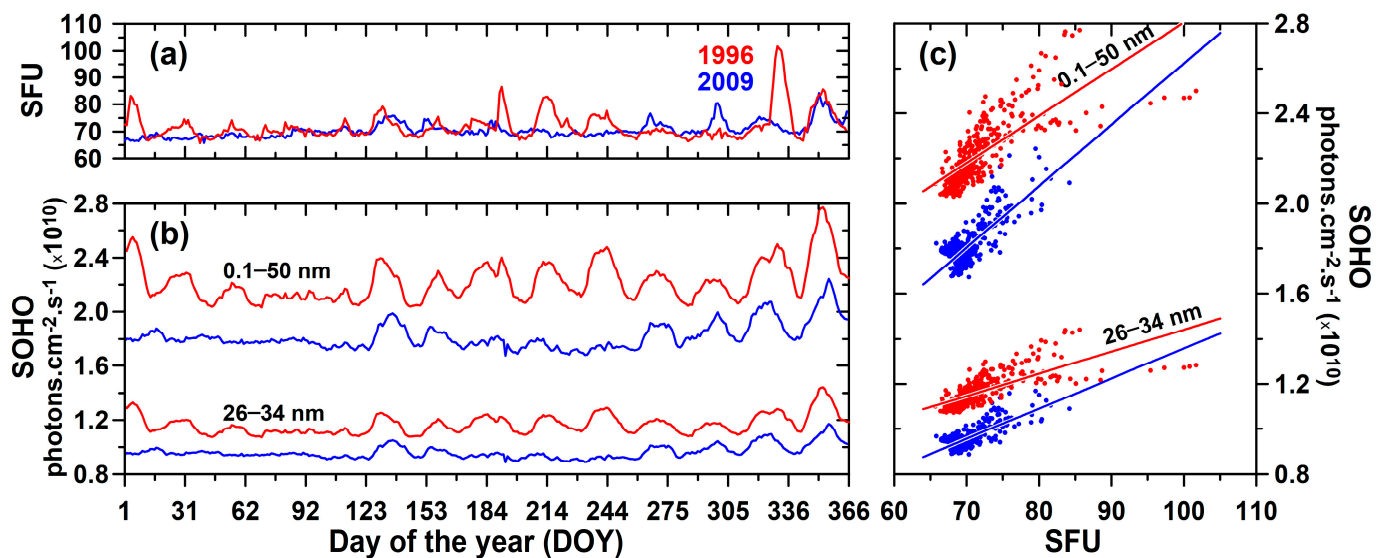 (a)
1996
2009
SFU
110
100
90
80
70
60
(b)
0.1–50 nm
26–34 nm
SOHO
photons.cm-2.s-1 (×10¹⁰)
2.8
2.4
2.0
1.6
1.2
0.8
1 31 62 92 123 153 184 214 244 275 305 336 366
Day of the year (DOY)
(c)
0.1–50 nm
26–34 nm
2.8
2.4
2.0
1.6
1.2
0.8
SOHO
photons.cm-2.s-1 (×10¹⁰)
60 70 80 90 100 110
SFU